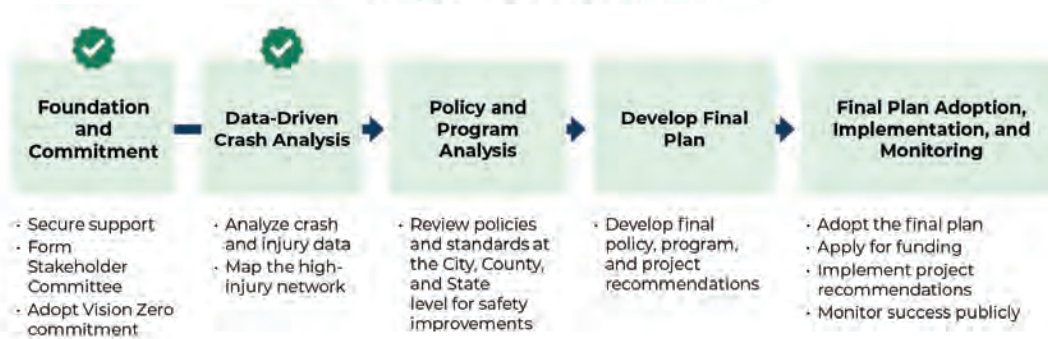 Foundation
and
Commitment
Data-Driven
Crash Analysis
Policy and
Program
Analysis
Develop Final
Plan
Final Plan Adoption,
Implementation, and
Monitoring
· Secure support
· Form
Stakeholder
Committee
· Adopt Vision Zero
commitment
· Analyze crash
and injury data
· Map the high-
injury network
· Review policies
and standards at
the City, County,
and State
level for safety
improvements
· Develop final
policy, program,
and project
recommendations
· Adopt the final plan
· Apply for funding
· Implement project
recommendations
· Monitor success publicly